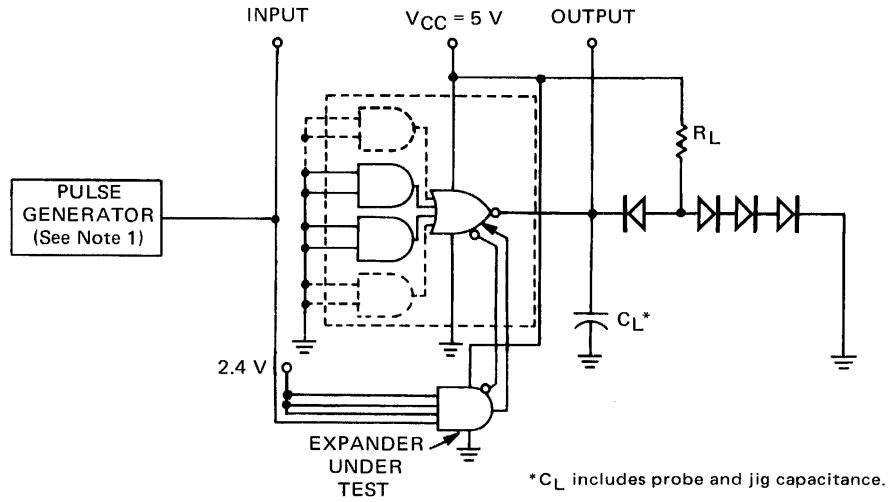 INPUT
VCC = 5 V
OUTPUT
RL
PULSE
GENERATOR
(See Note 1)
CL*
2.4 V
EXPANDER
UNDER
TEST
*CL includes probe and jig capacitance.